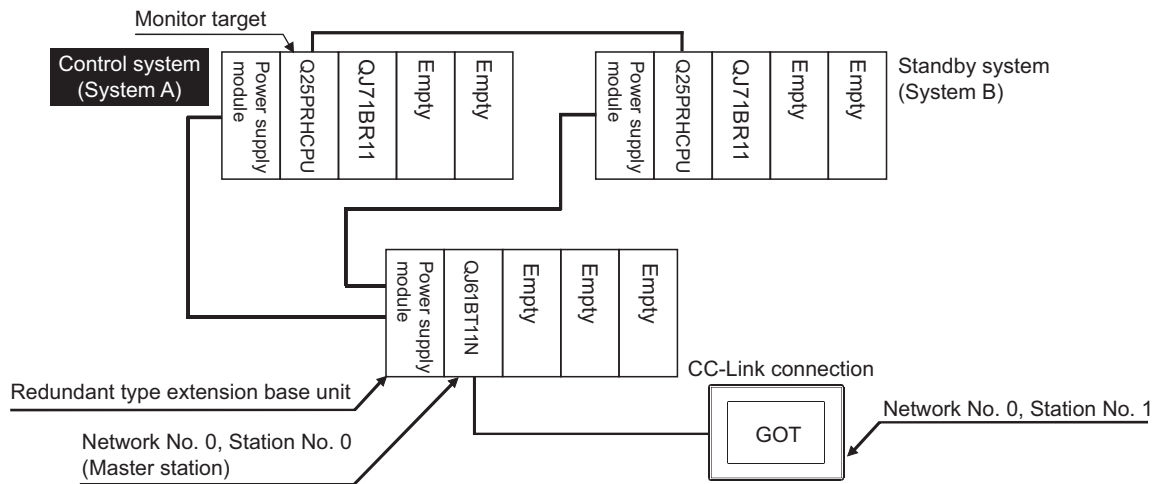 Monitor target
Control system
(System A)
Power supply
module
Q25PRHCPU
QJ71BR11
Empty
Empty
Power supply
module
Q25PRHCPU
QJ71BR11
Empty
Empty
Standby system
(System B)
Power supply
module
QJ61BT11N
Empty
Empty
Empty
Redundant type extension base unit
Network No. 0, Station No. 0
(Master station)
CC-Link connection
GOT
Network No. 0, Station No. 1